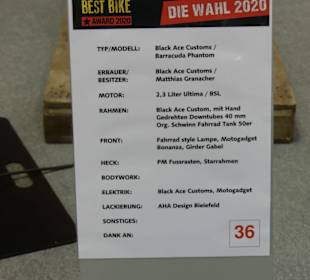 BEST BIKE
AWARD 2020
DIE WAHL 2020
TYP/MODELL: Black Ace Customs /
Barracuda Phantom
ERBAUER/ Black Ace Customs /
BESITZER: Matthias Granacher
MOTOR: 2,3 Liter Ultima / BSL
RAHMEN: Black Ace Custom, mit Hand
Gedrehten Downtubes 40 mm
Org. Schwinn Fahrrad Tank 50er
FRONT: Fahrrad style Lampe, Motogadget
Bonanza, Girder Gabel
HECK: PM Fussrasten, Starrahmen
BODYWORK:
ELEKTRIK: Black Ace Customs, Motogadget
LACKIERUNG: AHA Design Bielefeld
SONSTIGES:
DANK AN:
36